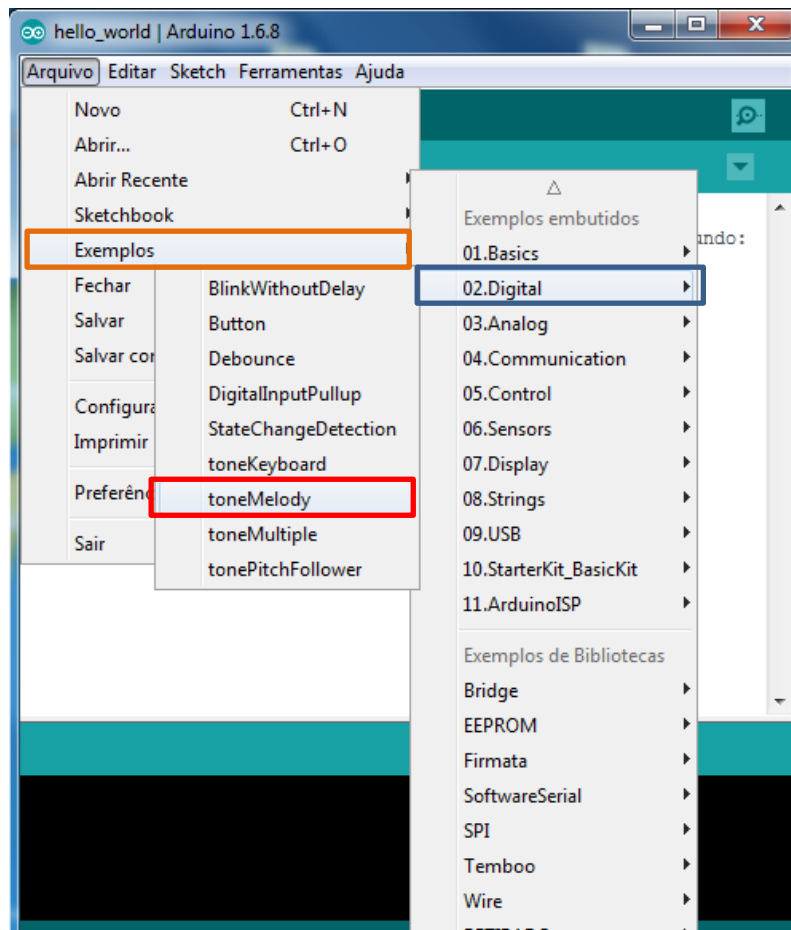 hello_world | Arduino 1.6.8
Arquivo Editar Sketch Ferramentas Ajuda
Novo Ctrl+N
Abrir... Ctrl+O
Abrir Recente
Sketchbook
Exemplos
Fechar
Salvar
Salvar cor
Configura
Imprimir
Preferênc
Sair
BlinkWithoutDelay
Button
Debounce
DigitalInputPullup
StateChangeDetection
toneKeyboard
toneMelody
toneMultiple
tonePitchFollower
Exemplos embutidos
01.Basics
02.Digital
03.Analog
04.Communication
05.Control
06.Sensors
07.Display
08.Strings
09.USB
10.StarterKit_BasicKit
11.ArduinoISP
Exemplos de Bibliotecas
Bridge
EEPROM
Firmata
SoftwareSerial
SPI
Temboo
Wire